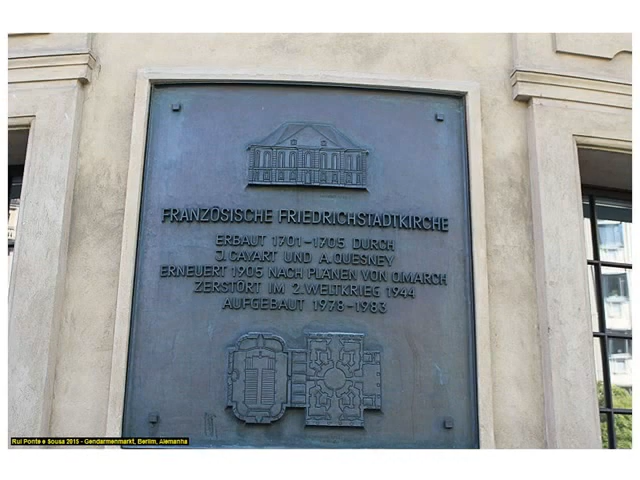 FRANZÖSISCHE FRIEDRICHSTADTKIRCHE
ERBAUT 1701-1705 DURCH
J. CAYART UND A. QUESNEY
ERNEUERT 1905 NACH PLÄNEN VON O.MARCH
ZERSTÖRT IM 2.WELTKRIEG 1944
AUFGEBAUT 1978-1983
Rui Ponte e Sousa 2015 - Gendarmenmarkt, Berlim, Alemanha